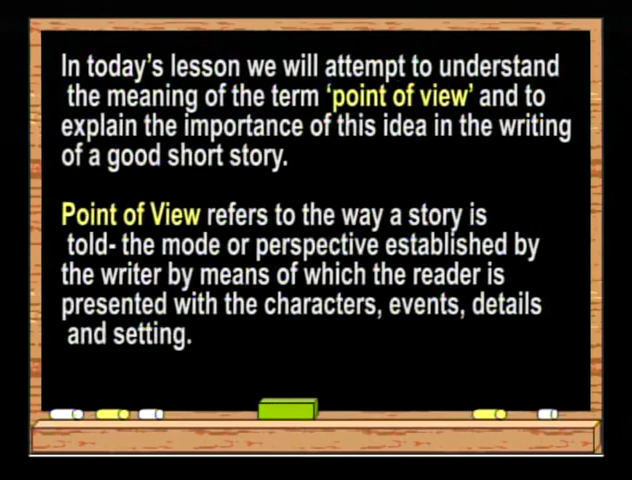 In today's lesson we will attempt to understand
the meaning of the term ‘point of view’ and to
explain the importance of this idea in the writing
of a good short story.
Point of View refers to the way a story is
told- the mode or perspective established by
the writer by means of which the reader is
presented with the characters, events, details
and setting.